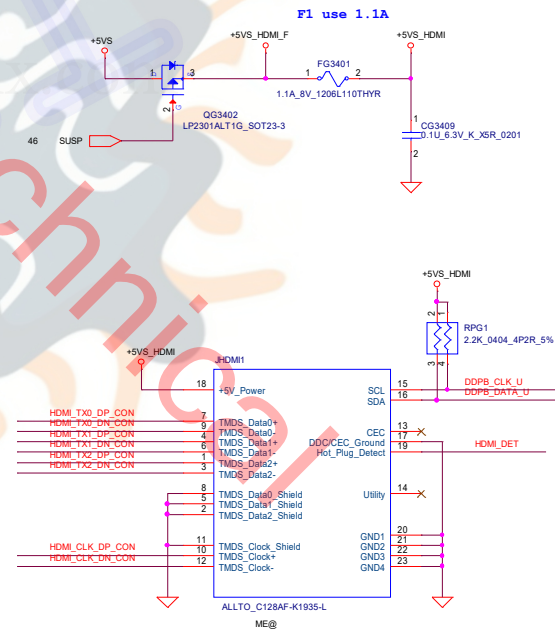 F1 use 1.1A
+5VS
+5VS_HDMI_F
+5VS_HDMI
FG3401
1 3
1 2
1.1A_8V_1206L110THYR
2
G
QG3402
LP2301ALT1G_SOT23-3
46 SUSP
1
CG3409
0.1U_6.3V_K_X5R_0201
2
+5VS_HDMI
2 1
RPG1
2.2K_0404_4P2R_5%
3 4
+5VS_HDMI
JHDMI1
18 +5V_Power
SCL 15 DDPB_CLK_U
SDA 16 DDPB_DATA_U
HDMI_TX0_DP_CON 7 TMDS_Data0+
HDMI_TX0_DN_CON 9 TMDS_Data0-
HDMI_TX1_DP_CON 4 TMDS_Data1+
HDMI_TX1_DN_CON 6 TMDS_Data1-
HDMI_TX2_DP_CON 1 TMDS_Data2+
HDMI_TX2_DN_CON 3 TMDS_Data2-
CEC 13
DDC/CEC_Ground 17
Hot_Plug_Detect 19 HDMI_DET
8 TMDS_Data0_Shield
5 TMDS_Data1_Shield
2 TMDS_Data2_Shield
Utility 14
11 TMDS_Clock_Shield
HDMI_CLK_DP_CON 10 TMDS_Clock+
HDMI_CLK_DN_CON 12 TMDS_Clock-
GND1 20
GND2 21
GND3 22
GND4 23
ALLTO_C128AF-K1935-L
ME@
hnical